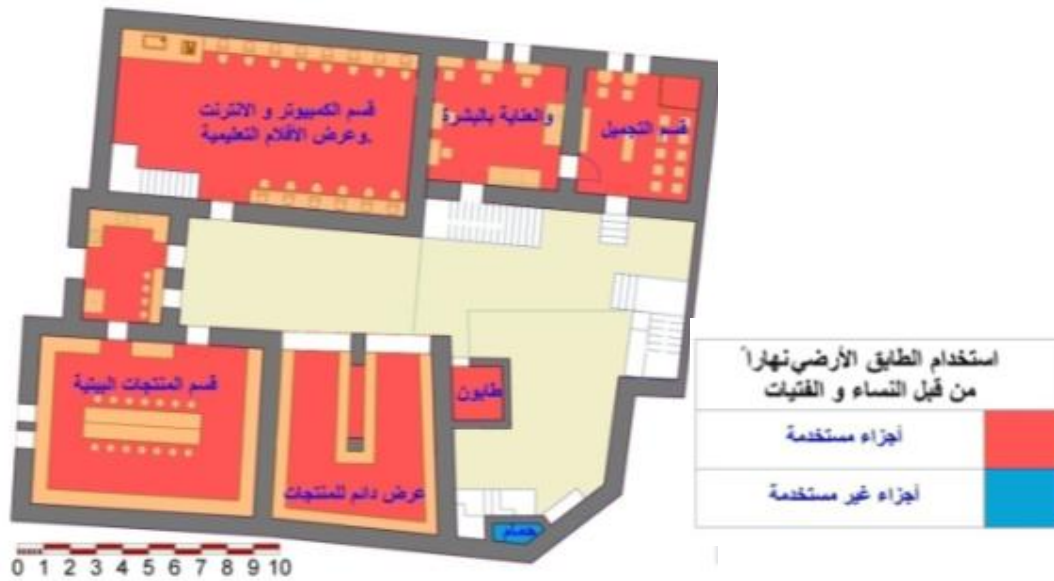 قسم الكمبيوتر و الانترنت
وعرض الأفلام التعليمية.
والعناية بالبشرة
قسم التجميل
قسم المنتجات البيتية
طابون
عرض دائم للمنتجات
حمام
استخدام الطابق الأرضي نهاراً
من قبل النساء و الفتيات
أجزاء مستخدمة
أجزاء غير مستخدمة
0 1 2 3 4 5 6 7 8 9 10